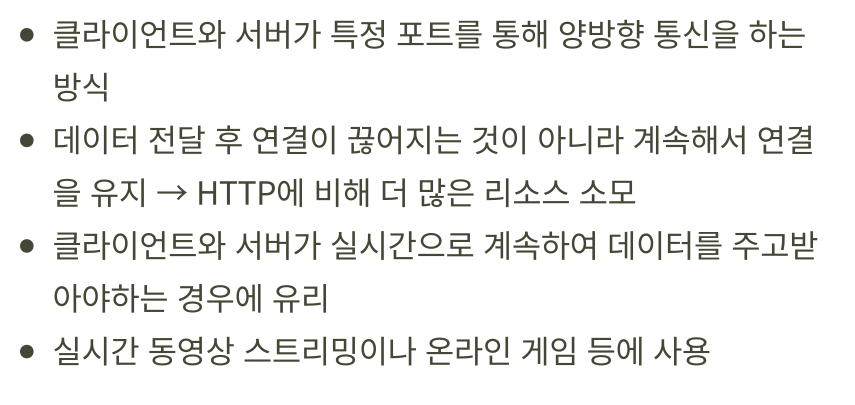 • 클라이언트와 서버가 특정 포트를 통해 양방향 통신을 하는
방식
• 데이터 전달 후 연결이 끊어지는 것이 아니라 계속해서 연결
을 유지 → HTTP에 비해 더 많은 리소스 소모
• 클라이언트와 서버가 실시간으로 계속하여 데이터를 주고받
아야하는 경우에 유리
• 실시간 동영상 스트리밍이나 온라인 게임 등에 사용